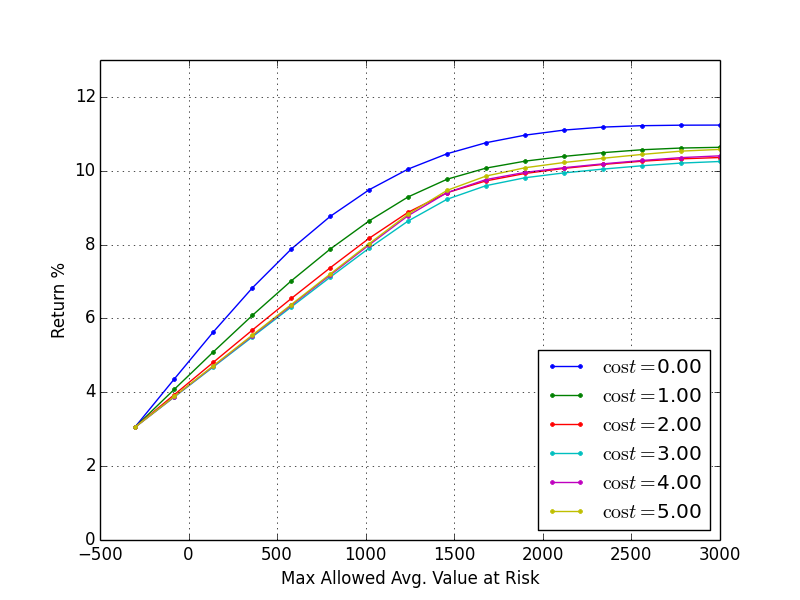 Return %
12
10
8
6
4
2
0
−500 0 500 1000 1500 2000 2500 3000
Max Allowed Avg. Value at Risk
cost=0.00
cost=1.00
cost=2.00
cost=3.00
cost=4.00
cost=5.00